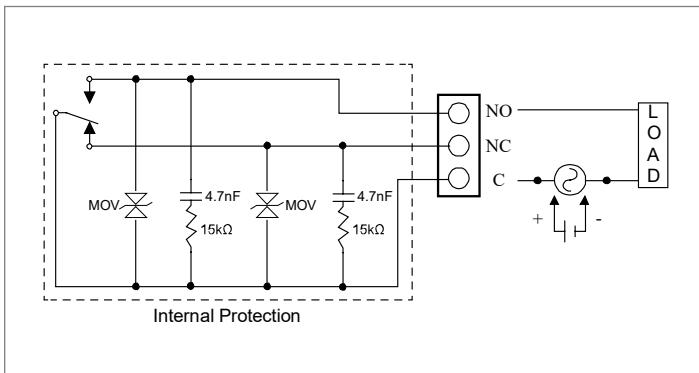 NO
L
O
A
D
NC
C
MOV
4.7nF
MOV
4.7nF
15kΩ
15kΩ
+
-
Internal Protection